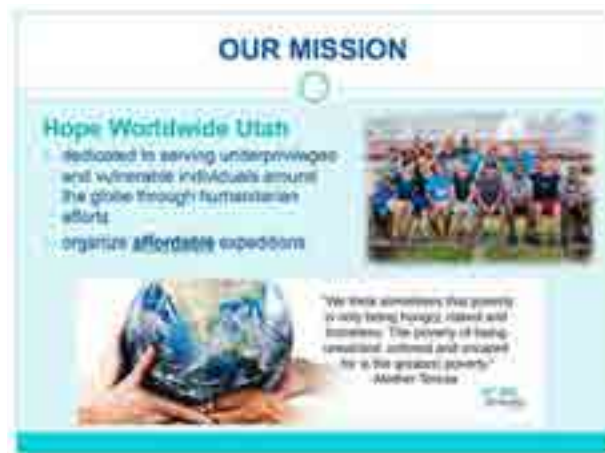 OUR MISSION
Hope Worldwide Utah
dedicated to serving underprivileged
and vulnerable individuals around
the globe through humanitarian
efforts
organize affordable expeditions
"We think sometimes that poverty
is only being hungry, naked and
homeless. The poverty of being
unwanted, unloved and uncared
for is the greatest poverty."
-Mother Teresa